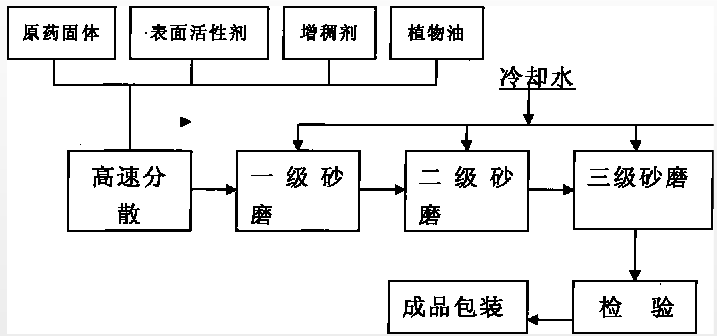 原药固体
表面活性剂
增稠剂
植物油
冷却水
高速分
散
一级砂
磨
二级砂
磨
三级砂磨
成品包装
检验